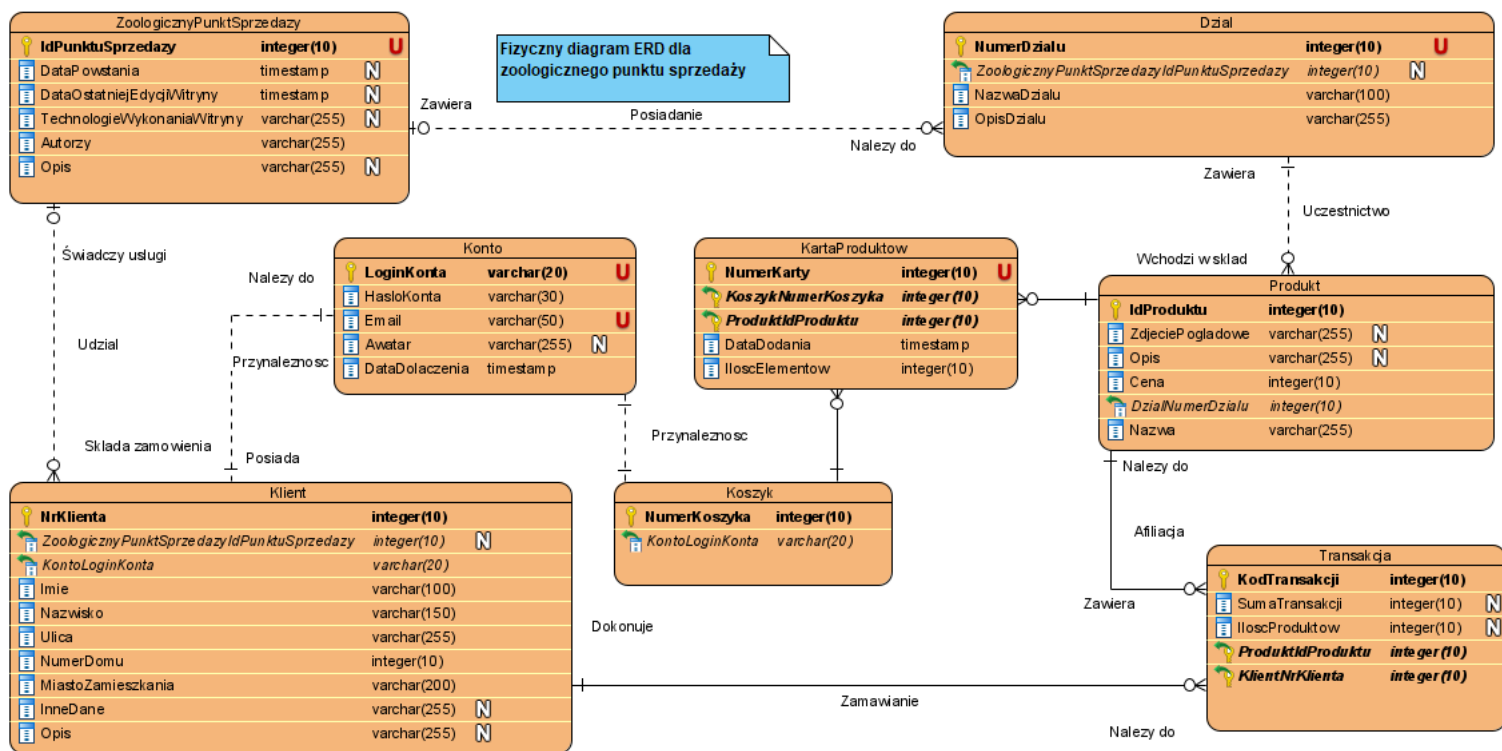 ZoologicznyPunktSprzedazy
IdPunktuSprzedazy integer(10) U
DataPowstania timestamp N
DataOstatniejEdycjiWitryny timestamp N
TechnologieWykonaniaWitryny varchar(255) N
Autorzy varchar(255)
Opis varchar(255) N
Fizyczny diagram ERD dla
zoologicznego punktu sprzedaży
Dzial
NumerDzialu integer(10) U
ZoologicznyPunktSprzedazyIdPunktuSprzedazy integer(10) N
NazwaDzialu varchar(100)
OpisDzialu varchar(255)
Zawiera
Posiadanie
Nalezy do
Zawiera
Uczestnictwo
Wchodzi w sklad
Świadczy usługi
Udzial
Sklada zamowienia
Nalezy do
Przynaleznosc
Posiada
Konto
LoginKonta varchar(20) U
HasloKonta varchar(30)
Email varchar(50) U
Awatar varchar(255) N
DataDolaczenia timestamp
KartaProduktow
NumerKarty integer(10) U
KoszykNumerKoszyka integer(10)
ProduktIdProduktu integer(10)
DataDodania timestamp
IloscElementow integer(10)
Produkt
IdProduktu integer(10)
ZdjeciePogladowe varchar(255) N
Opis varchar(255) N
Cena integer(10)
DzialNumerDzialu integer(10)
Nazwa varchar(255)
Przynaleznosc
Nalezy do
Afiliacja
Zawiera
Klient
NrKlienta integer(10)
ZoologicznyPunktSprzedazyIdPunktuSprzedazy integer(10) N
KontoLoginKonta varchar(20)
Imie varchar(100)
Nazwisko varchar(150)
Ulica varchar(255)
NumerDomu integer(10)
MiastoZamieszkania varchar(200)
InneDane varchar(255) N
Opis varchar(255) N
Koszyk
NumerKoszyka integer(10)
KontoLoginKonta varchar(20)
Transakcja
KodTransakcji integer(10)
SumaTransakcji integer(10) N
IloscProduktow integer(10) N
ProduktIdProduktu integer(10)
KlientNrKlienta integer(10)
Dokonuje
Zamawianie
Nalezy do